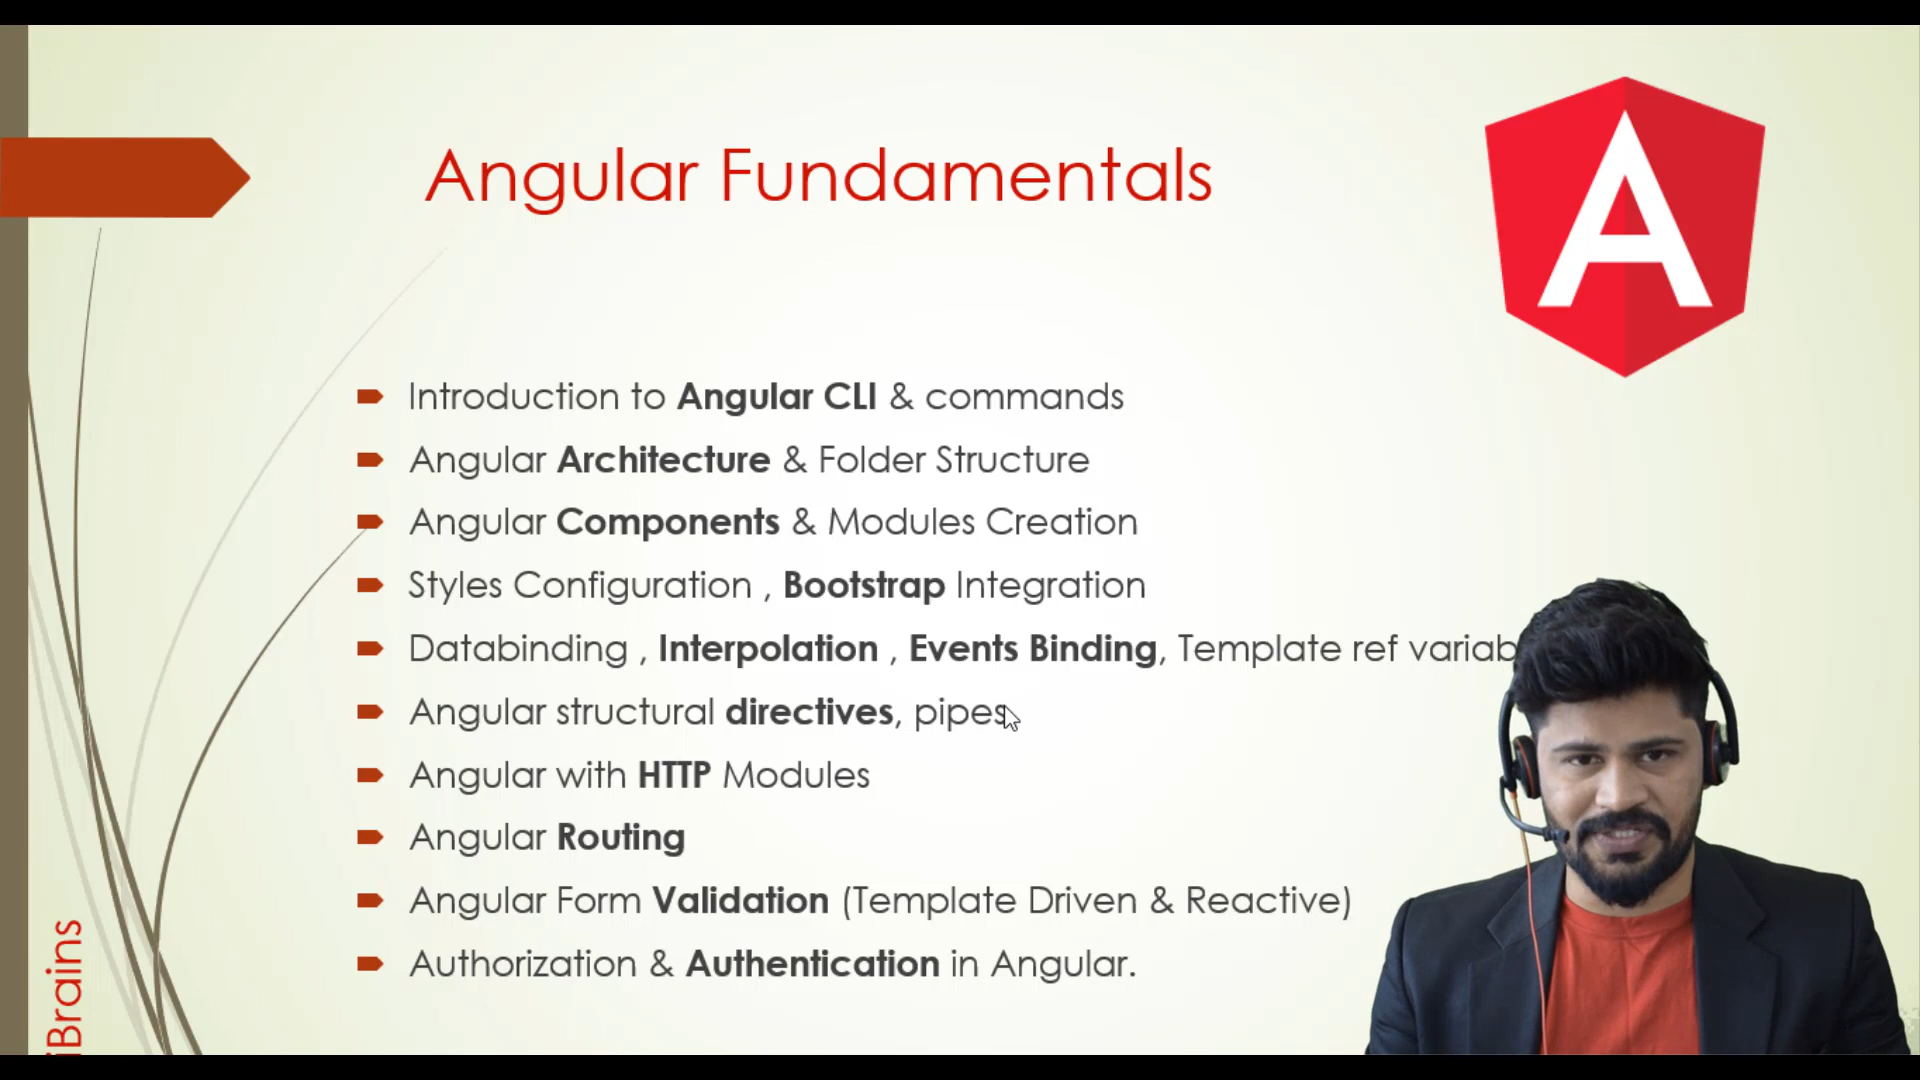 Angular Fundamentals
A
Introduction to Angular CLI & commands
Angular Architecture & Folder Structure
Angular Components & Modules Creation
Styles Configuration , Bootstrap Integration
Databinding , Interpolation , Events Binding, Template ref
Angular structural directives, pipes
Angular with HTTP Modules
Angular Routing
Angular Form Validation (Template Driven & Reactive)
Authorization & Authentication in Angular.
iBrains